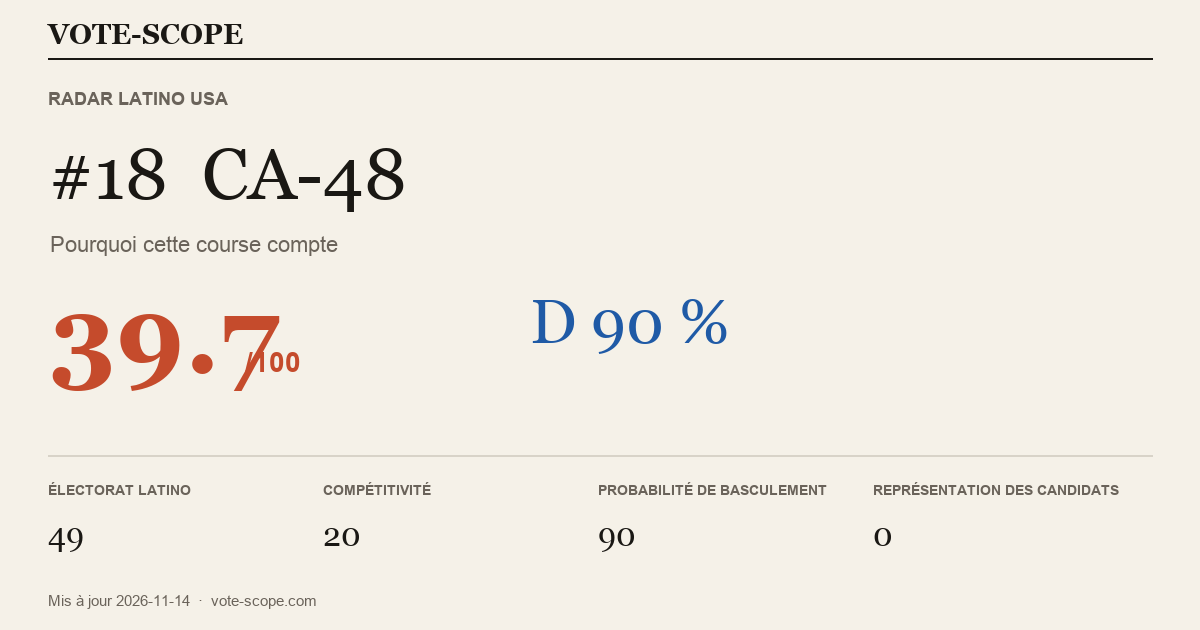 VOTE-SCOPE
RADAR LATINO USA
#18 CA-48
Pourquoi cette course compte
39.7/100
D 90 %
ÉLECTORAT LATINO
COMPÉTITIVITÉ
PROBABILITÉ DE BASCULEMENT
REPRÉSENTATION DES CANDIDATS
49
20
90
0
Mis à jour 2026-11-14 · vote-scope.com